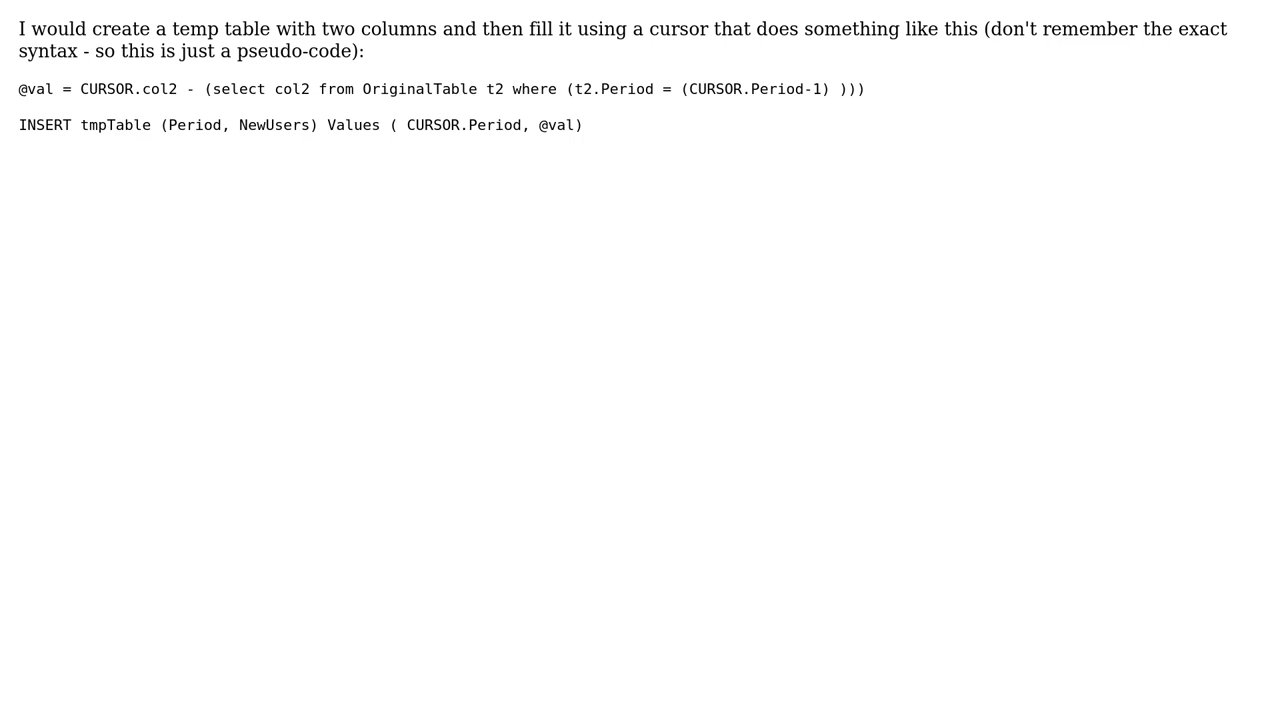 I would create a temp table with two columns and then fill it using a cursor that does something like this (don't remember the exact
syntax - so this is just a pseudo-code):
@val = CURSOR.col2 - (select col2 from OriginalTable t2 where (t2.Period = (CURSOR.Period-1) )))
INSERT tmpTable (Period, NewUsers) Values ( CURSOR.Period, @val)